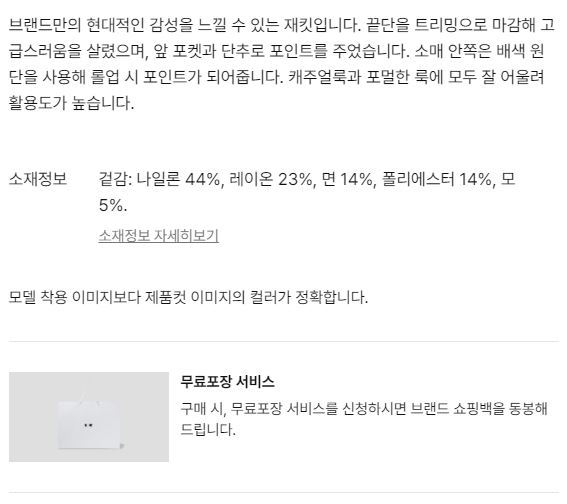 브랜드만의 현대적인 감성을 느낄 수 있는 재킷입니다. 끝단을 트리밍으로 마감해 고
급스러움을 살렸으며, 앞 포켓과 단추로 포인트를 주었습니다. 소매 안쪽은 배색 원
단을 사용해 롤업 시 포인트가 되어줍니다. 캐주얼룩과 포멀한 룩에 모두 잘 어울려
활용도가 높습니다.
소재정보 겉감: 나일론 44%, 레이온 23%, 면 14%, 폴리에스터 14%, 모
5%.
소재정보 자세히보기
모델 착용 이미지보다 제품컷 이미지의 컬러가 정확합니다.
무료포장 서비스
구매 시, 무료포장 서비스를 신청하시면 브랜드 쇼핑백을 동봉해
드립니다.